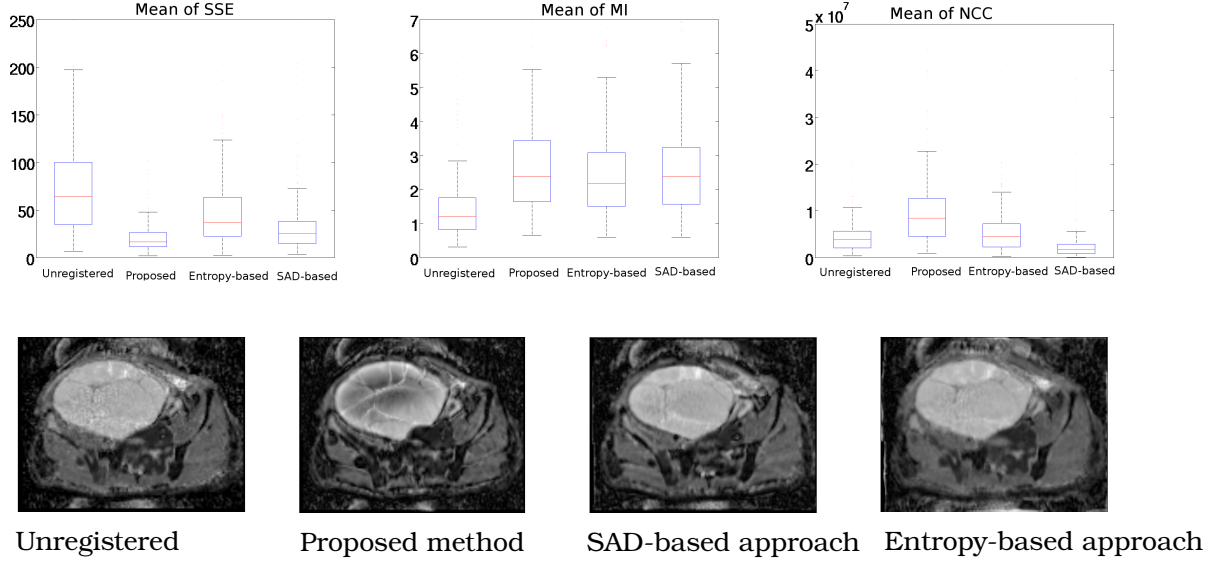 Mean of SSE
250
200
150
100
50
0
Unregistered Proposed Entropy-based SAD-based
Mean of MI
7
6
5
4
3
2
1
0
Unregistered Proposed Entropy-based SAD-based
Mean of NCC
5 x 10^7
4
3
2
1
0
Unregistered Proposed Entropy-based SAD-based
Unregistered
Proposed method
SAD-based approach
Entropy-based approach